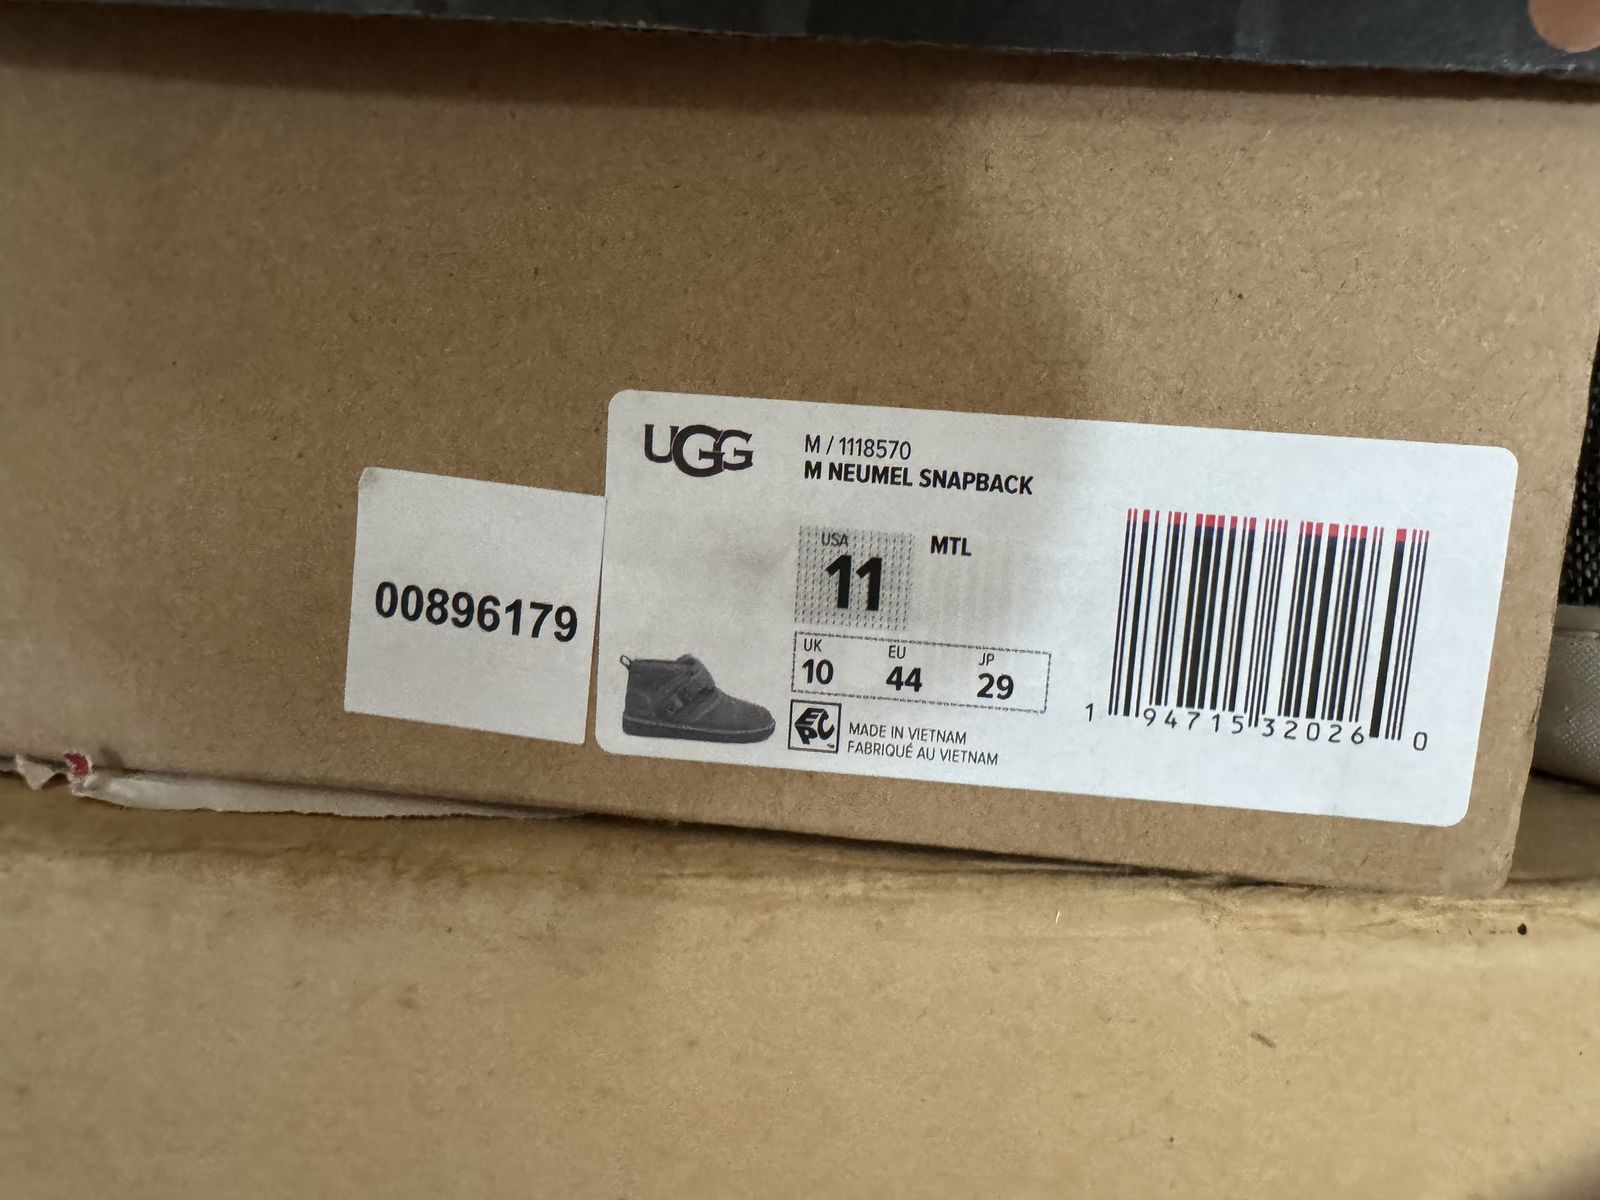 UGG
M / 1118570
M NEUMEL SNAPBACK
USA
11
MTL
UK
10
EU
44
JP
29
EPC
MADE IN VIETNAM
FABRIQUÉ AU VIETNAM
1 94715 32026 0
00896179